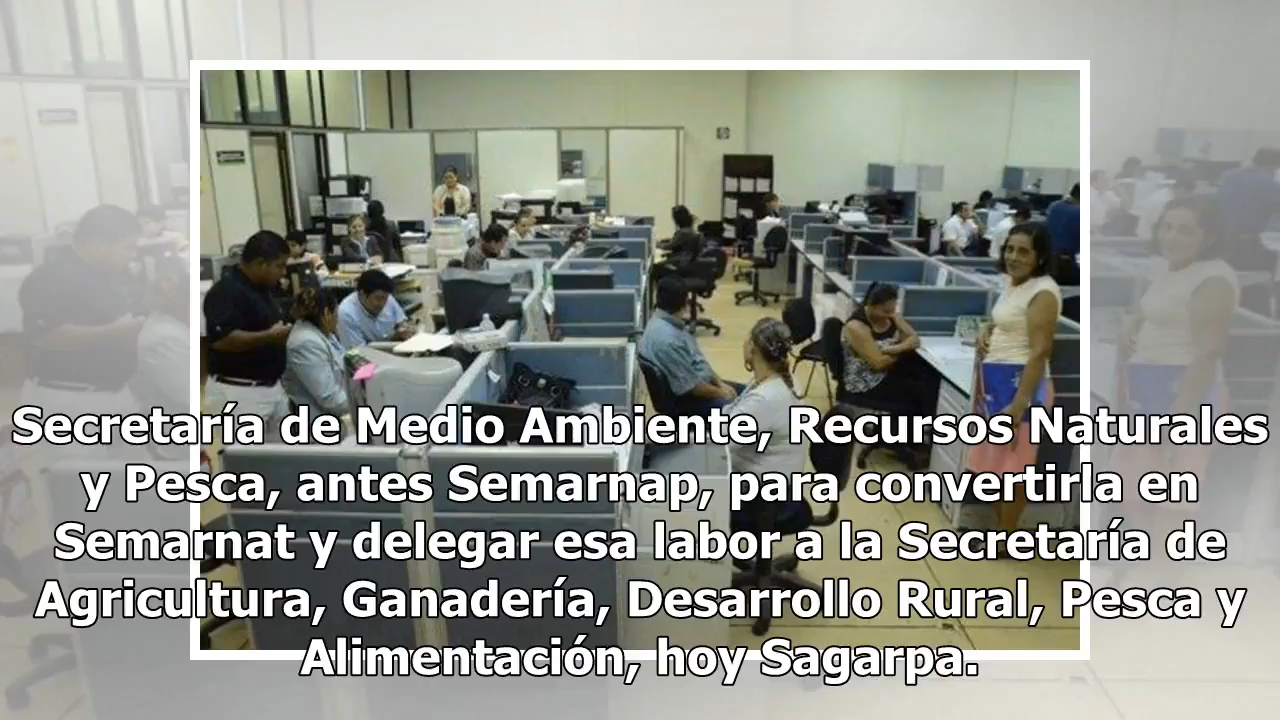 Secretaría de Medio Ambiente, Recursos Naturales
y Pesca, antes Semarnap, para convertirla en
Semarnat y delegar esa labor a la Secretaría de
Agricultura, Ganadería, Desarrollo Rural, Pesca y
Alimentación, hoy Sagarpa.